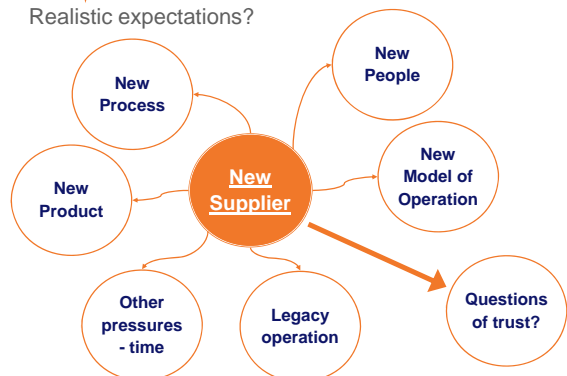 Realistic expectations?
New
People
New
Process
New
Model of
Operation
New
Supplier
New
Product
Other
pressures
- time
Legacy
operation
Questions
of trust?